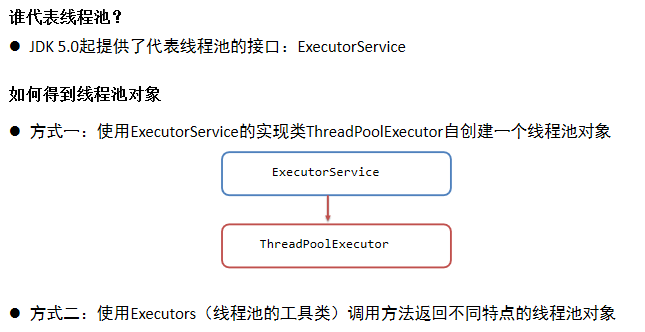 谁代表线程池？
● JDK 5.0起提供了代表线程池的接口：ExecutorService
如何得到线程池对象
● 方式一：使用ExecutorService的实现类ThreadPoolExecutor自创建一个线程池对象
ExecutorService
ThreadPoolExecutor
● 方式二：使用Executors（线程池的工具类）调用方法返回不同特点的线程池对象